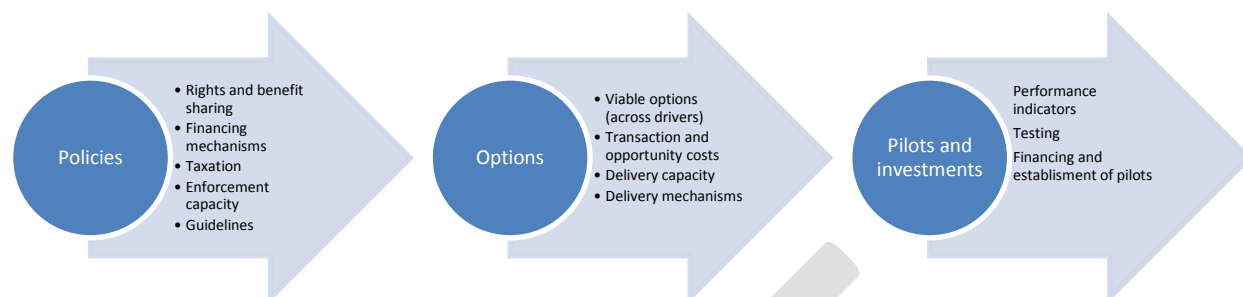 Policies
• Rights and benefit
sharing
• Financing
mechanisms
• Taxation
• Enforcement
capacity
• Guidelines
Options
• Viable options
(across drivers)
• Transaction and
opportunity costs
• Delivery capacity
• Delivery mechanisms
Pilots and
investments
Performance
indicators
Testing
Financing and
establisment of pilots